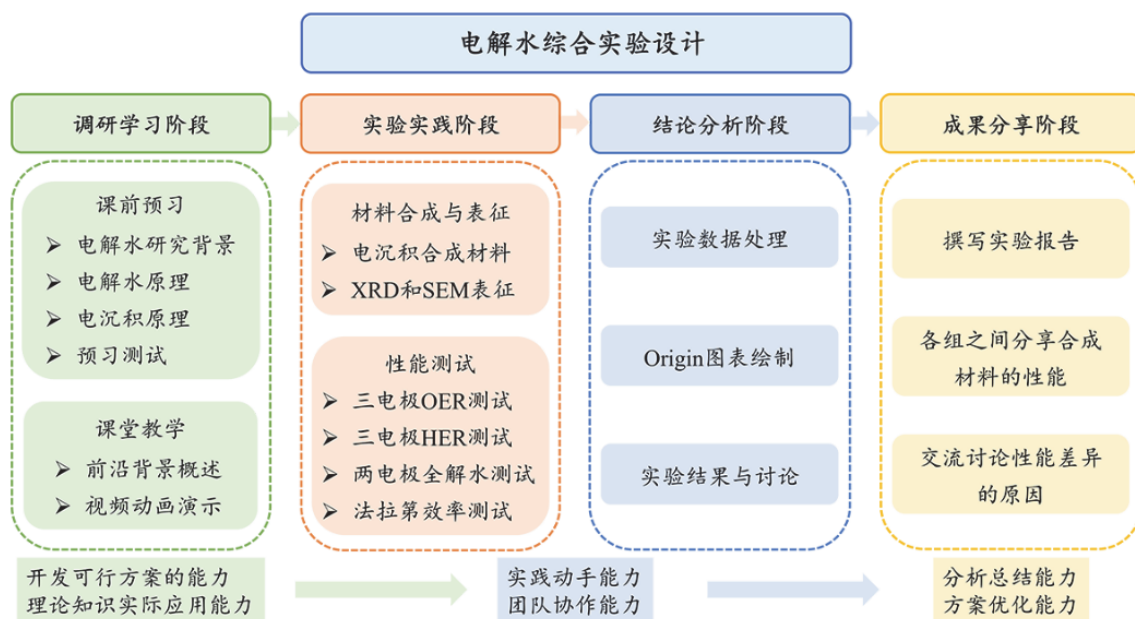 电解水综合实验设计
调研学习阶段
课前预习
➤ 电解水研究背景
➤ 电解水原理
➤ 电沉积原理
➤ 预习测试
课堂教学
➤ 前沿背景概述
➤ 视频动画演示
实验实践阶段
材料合成与表征
➤ 电沉积合成材料
➤ XRD和SEM表征
性能测试
➤ 三电极OER测试
➤ 三电极HER测试
➤ 两电极全解水测试
➤ 法拉第效率测试
结论分析阶段
实验数据处理
Origin图表绘制
实验结果与讨论
成果分享阶段
撰写实验报告
各组之间分享合成
材料的性能
交流讨论性能差异
的原因
开发可行方案的能力
理论知识实际应用能力
实践动手能力
团队协作能力
分析总结能力
方案优化能力